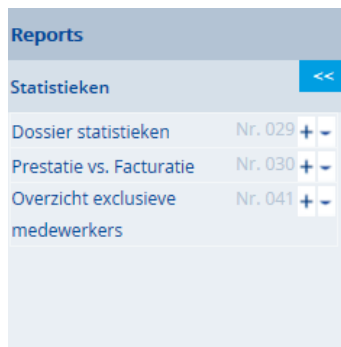 Reports
<<
Statistieken
Dossier statistieken Nr. 029 + -
Prestatie vs. Facturatie Nr. 030 + -
Overzicht exclusieve Nr. 041 + -
medewerkers